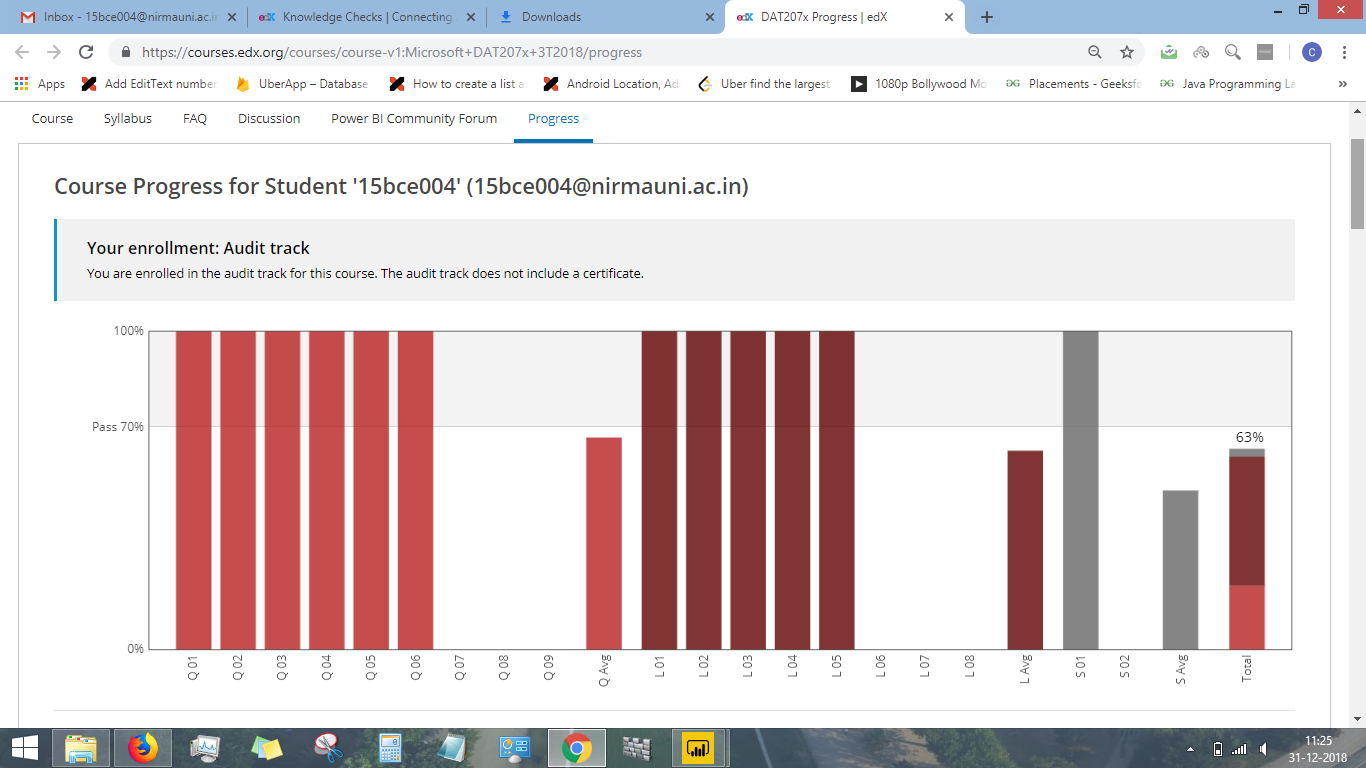 Inbox - 15bce004@nirmauni.ac.i
edX Knowledge Checks | Connecting
Downloads
edX DAT207x Progress | edX
https://courses.edx.org/courses/course-v1:Microsoft+DAT207x+3T2018/progress
C
Apps
Add EditText number
UberApp – Database
How to create a list a
Android Location, Ad
Uber find the largest
1080p Bollywood Mo
Placements - Geeksfo
Java Programming La
»
Course
Syllabus
FAQ
Discussion
Power BI Community Forum
Progress
Course Progress for Student '15bce004' (15bce004@nirmauni.ac.in)
Your enrollment: Audit track
You are enrolled in the audit track for this course. The audit track does not include a certificate.
100%
Pass 70%
0%
63%
Q 01
Q 02
Q 03
Q 04
Q 05
Q 06
Q 07
Q 08
Q 09
Q Avg
L 01
L 02
L 03
L 04
L 05
L 06
L 07
L 08
L Avg
S 01
S 02
S Avg
Total
11:25
31-12-2018